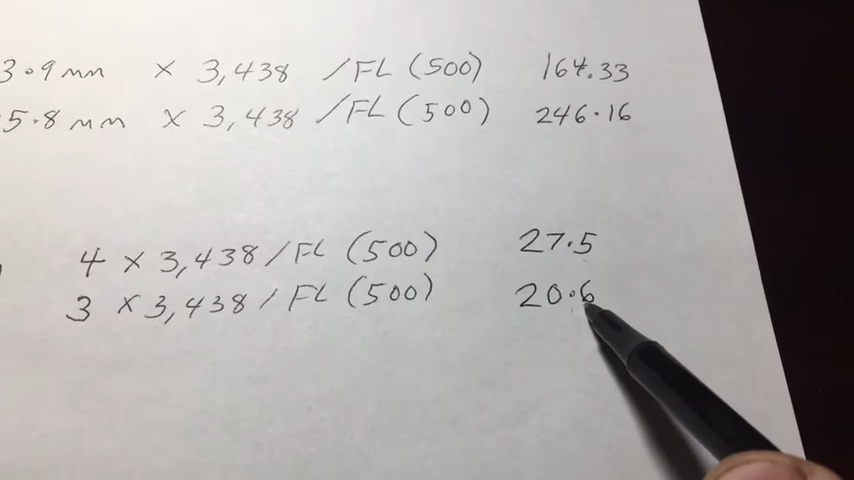 3.9mm x 3,438 /FL (500) 164.33
5.8mm x 3,438 /FL (500) 246.16
4 x 3,438 / FL (500) 27.5
3 x 3,438 / FL (500) 20.6